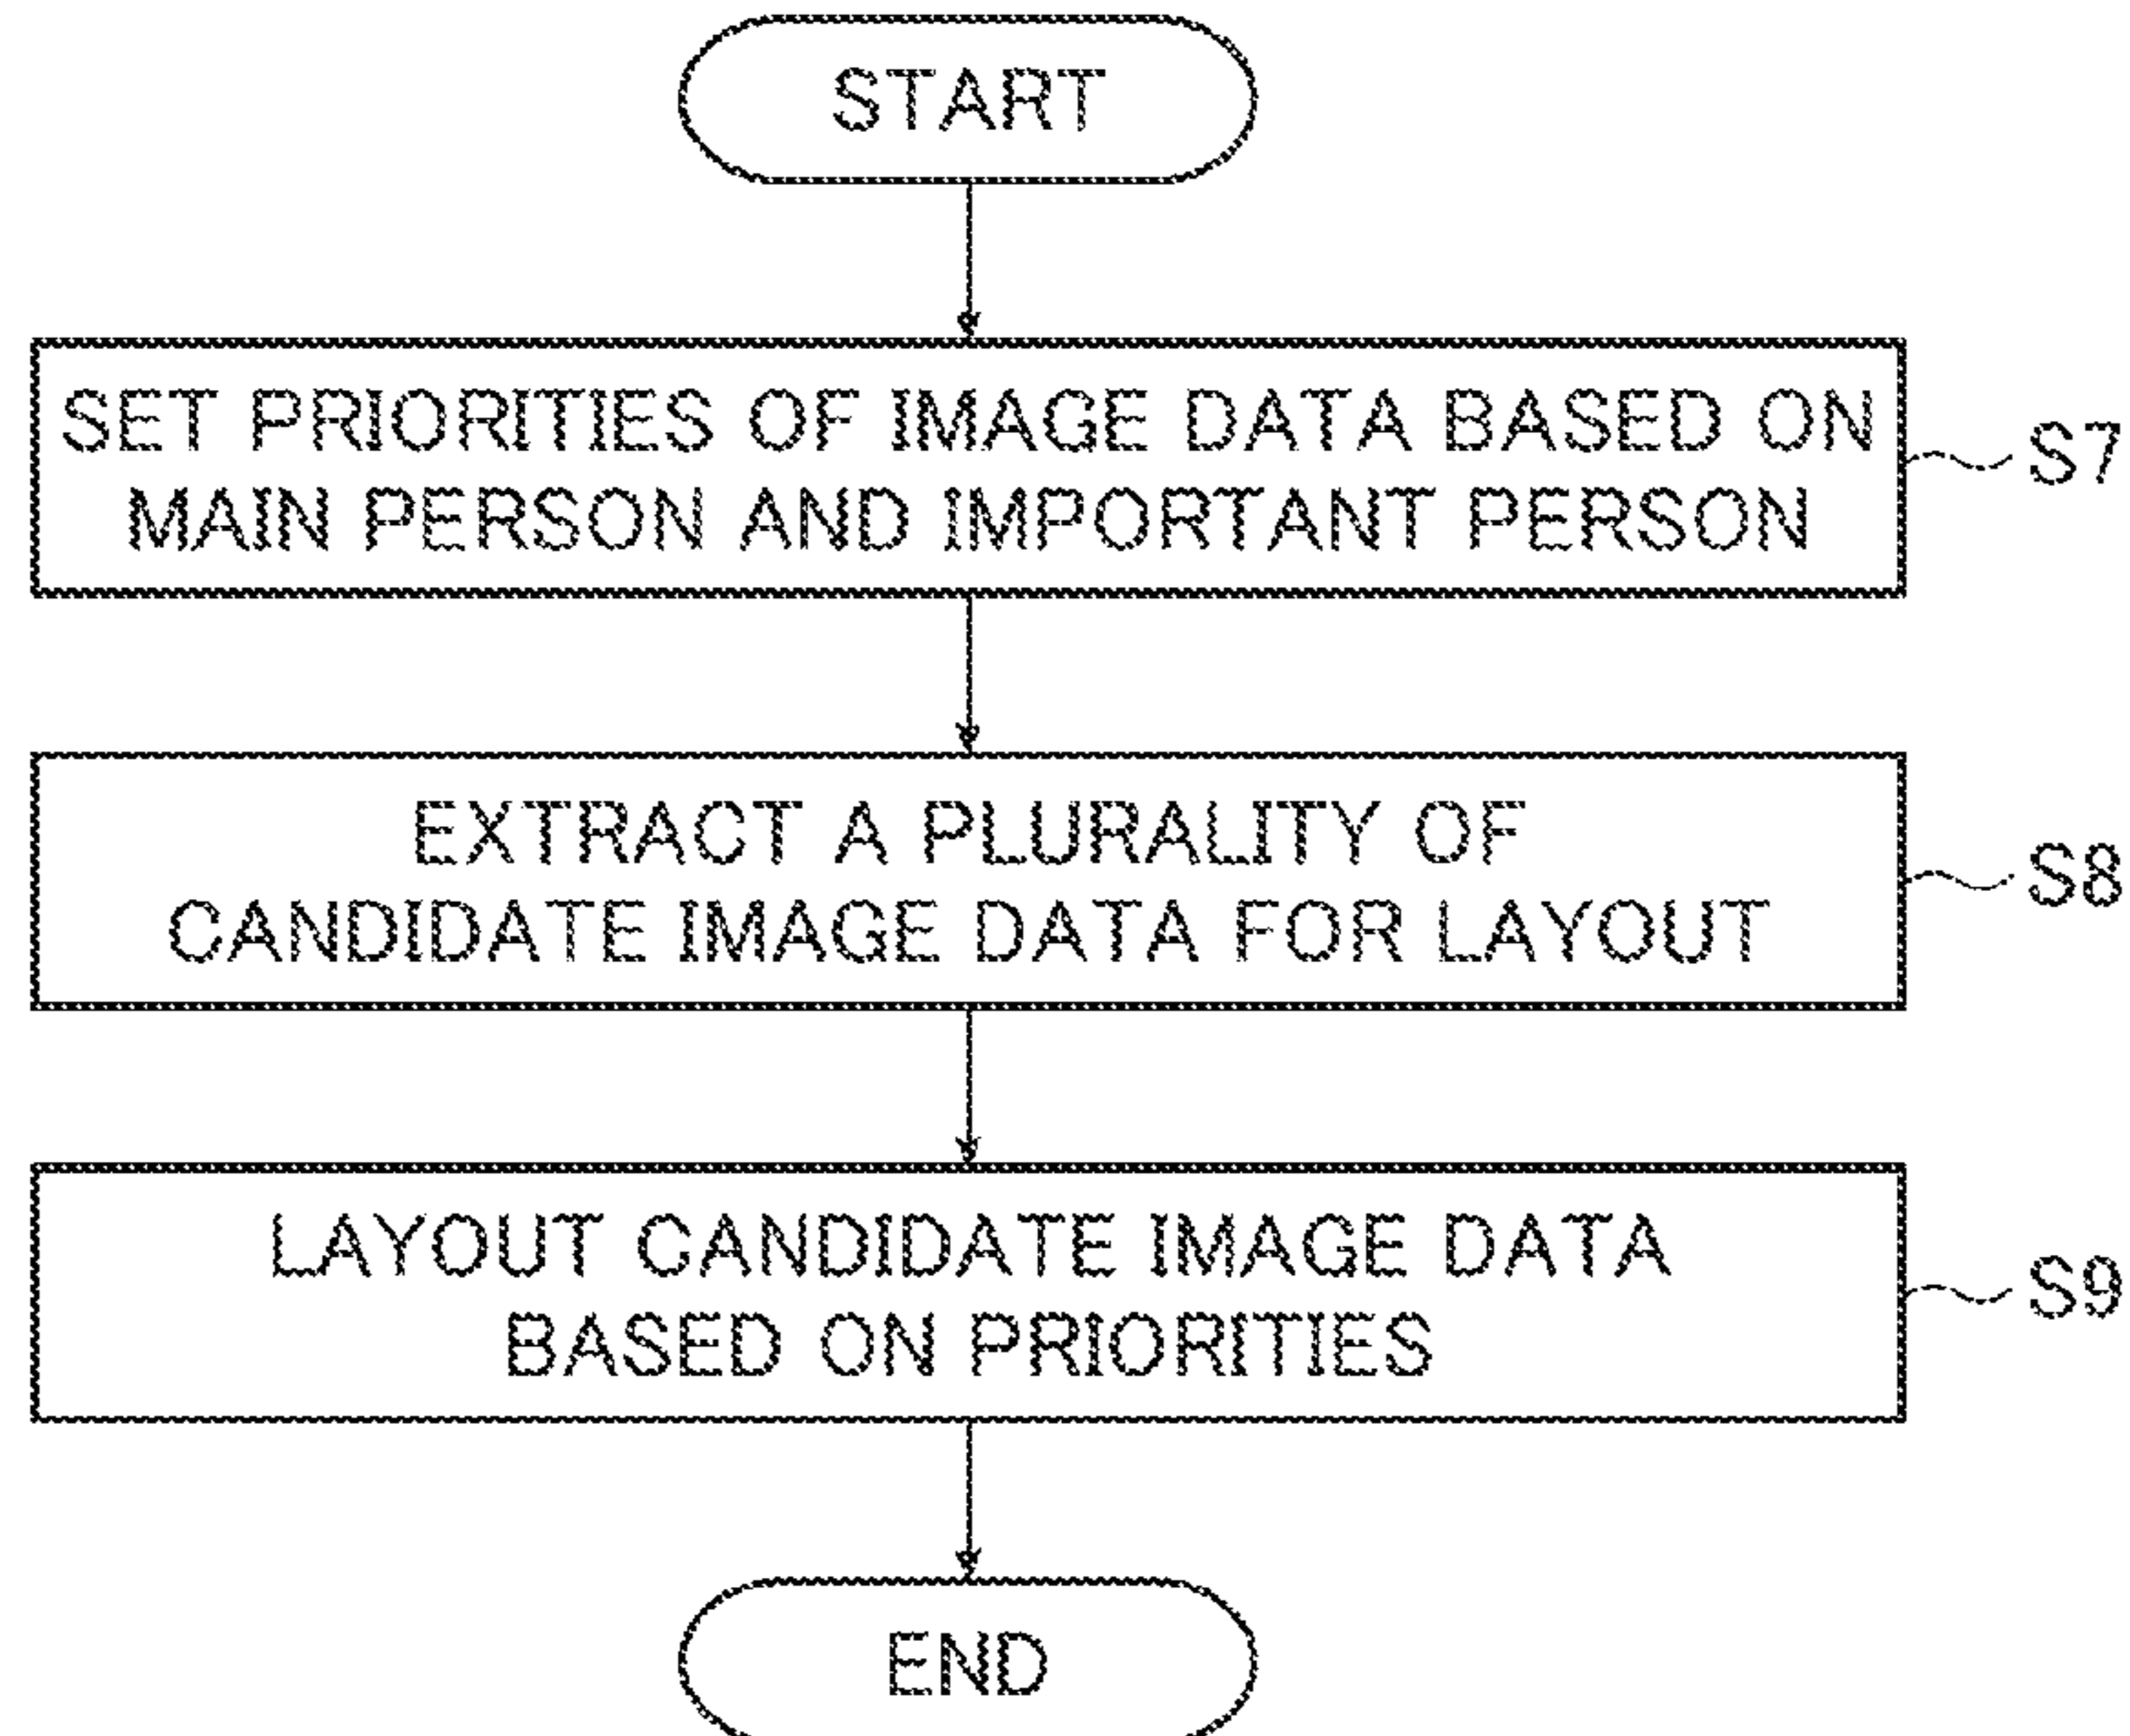 START
SET PRIORITIES OF IMAGE DATA BASED ON
MAIN PERSON AND IMPORTANT PERSON
S7
EXTRACT A PLURALITY OF
CANDIDATE IMAGE DATA FOR LAYOUT
S8
LAYOUT CANDIDATE IMAGE DATA
BASED ON PRIORITIES
S9
END